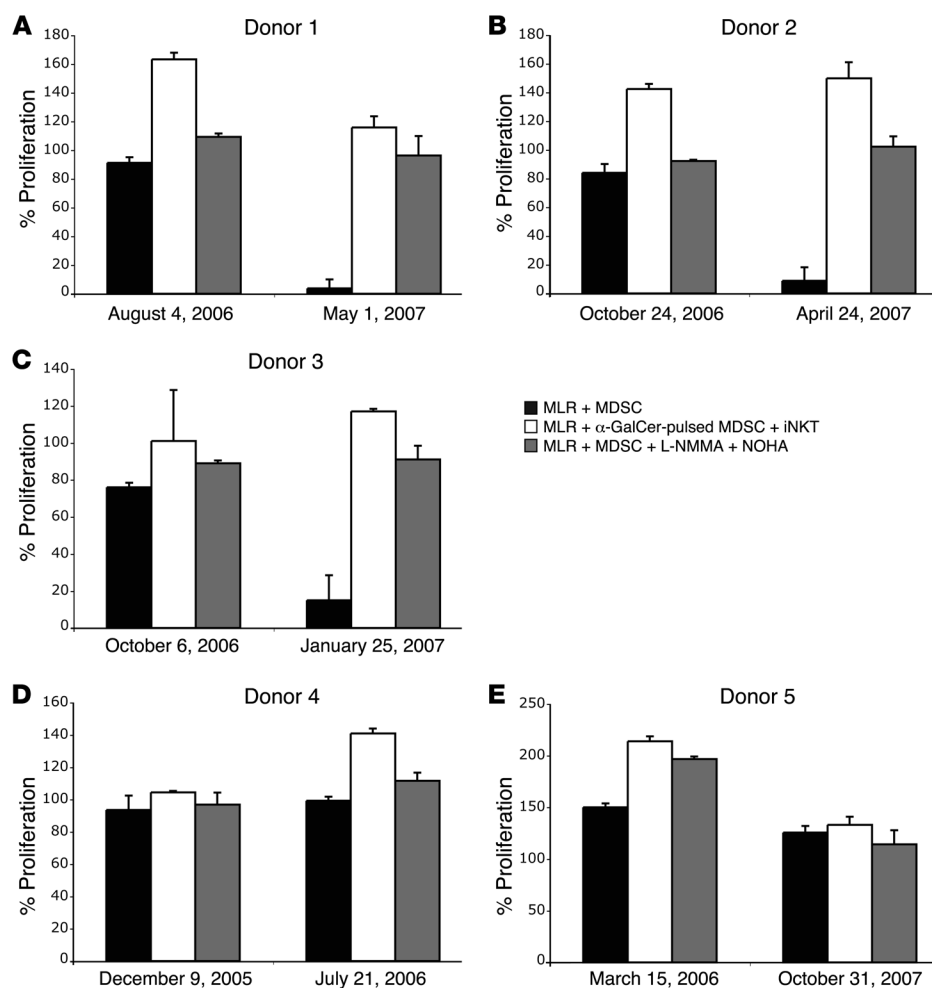 A
Donor 1
% Proliferation
180
160
140
120
100
80
60
40
20
0
August 4, 2006
May 1, 2007
B
Donor 2
% Proliferation
180
160
140
120
100
80
60
40
20
0
October 24, 2006
April 24, 2007
C
Donor 3
% Proliferation
140
120
100
80
60
40
20
0
October 6, 2006
January 25, 2007
MLR + MDSC
MLR + α-GalCer-pulsed MDSC + iNKT
MLR + MDSC + L-NMMA + NOHA
D
Donor 4
% Proliferation
160
140
120
100
80
60
40
20
0
December 9, 2005
July 21, 2006
E
Donor 5
% Proliferation
250
200
150
100
50
0
March 15, 2006
October 31, 2007